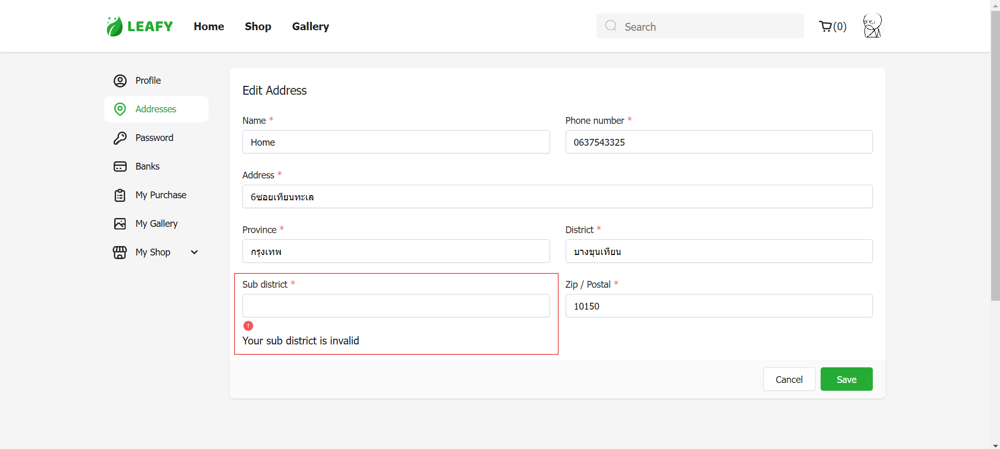 LEAFY Home Shop Gallery Search (0)
Profile
Addresses
Password
Banks
My Purchase
My Gallery
My Shop
Edit Address
Name * Phone number *
Home 0637543325
Address *
6ซอยเทียนทะเล
Province * District *
กรุงเทพ บางขุนเทียน
Sub district * Zip / Postal *
10150
Your sub district is invalid
Cancel Save